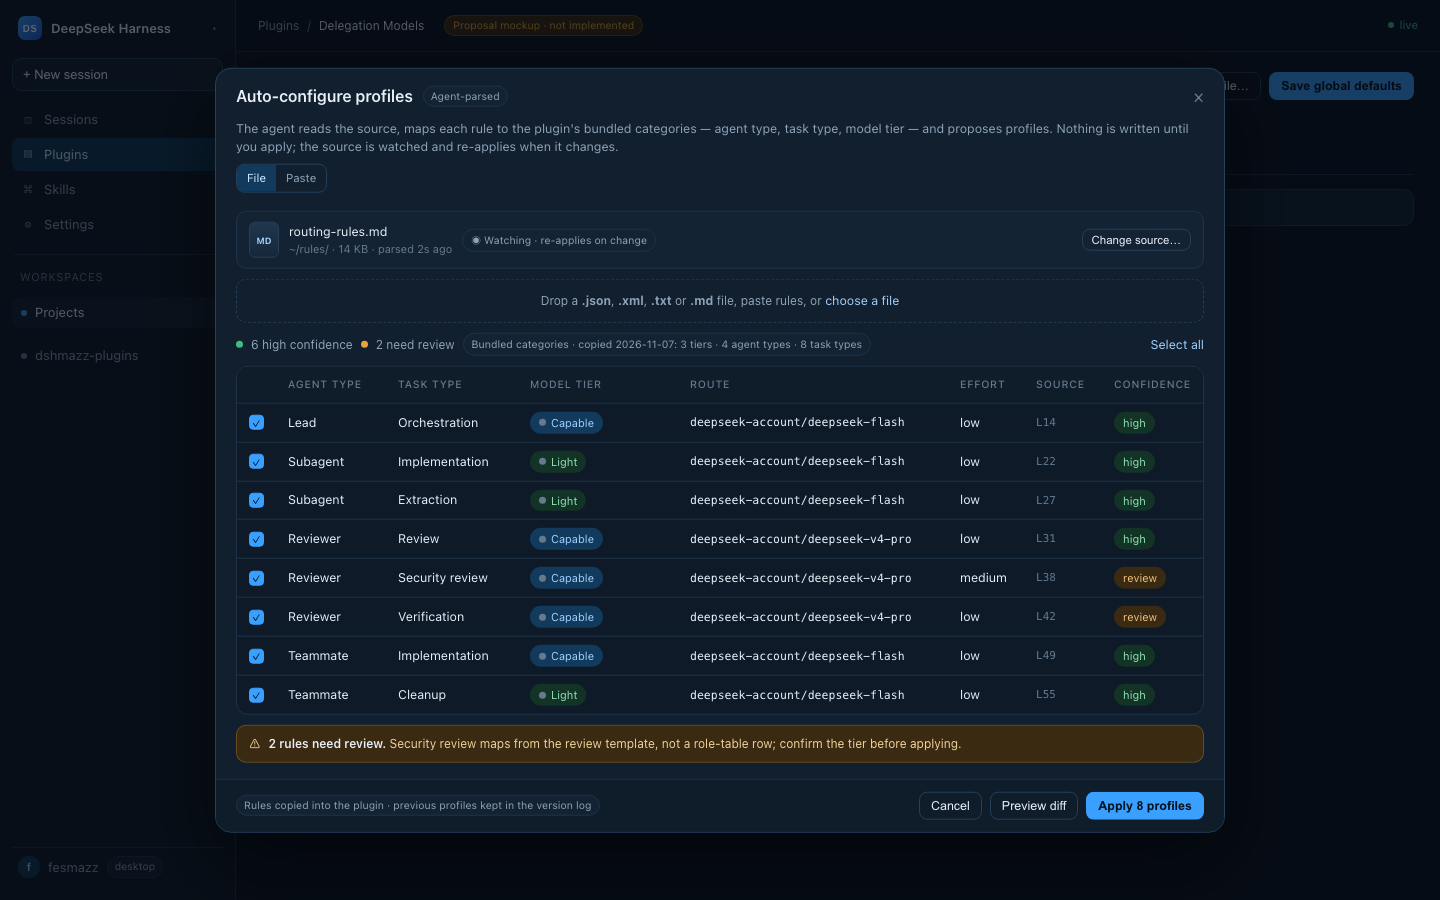 DS DeepSeek Harness
Plugins / Delegation Models Proposal mockup · not implemented
live
+ New session
Sessions
Plugins
Skills
Settings
WORKSPACES
Projects
dshmazz-plugins
f fesmazz desktop
Save global defaults
Auto-configure profiles Agent-parsed
The agent reads the source, maps each rule to the plugin's bundled categories — agent type, task type, model tier — and proposes profiles. Nothing is written until
you apply; the source is watched and re-applies when it changes.
File Paste
MD routing-rules.md
~/rules/ · 14 KB · parsed 2s ago
Watching · re-applies on change
Change source...
Drop a .json, .xml, .txt or .md file, paste rules, or choose a file
6 high confidence 2 need review Bundled categories · copied 2026-11-07: 3 tiers · 4 agent types · 8 task types Select all
AGENT TYPE TASK TYPE MODEL TIER ROUTE EFFORT SOURCE CONFIDENCE
Lead Orchestration Capable deepseek-account/deepseek-flash low L14 high
Subagent Implementation Light deepseek-account/deepseek-flash low L22 high
Subagent Extraction Light deepseek-account/deepseek-flash low L27 high
Reviewer Review Capable deepseek-account/deepseek-v4-pro low L31 high
Reviewer Security review Capable deepseek-account/deepseek-v4-pro medium L38 review
Reviewer Verification Capable deepseek-account/deepseek-v4-pro low L42 review
Teammate Implementation Capable deepseek-account/deepseek-flash low L49 high
Teammate Cleanup Light deepseek-account/deepseek-flash low L55 high
2 rules need review. Security review maps from the review template, not a role-table row; confirm the tier before applying.
Rules copied into the plugin · previous profiles kept in the version log
Cancel Preview diff Apply 8 profiles